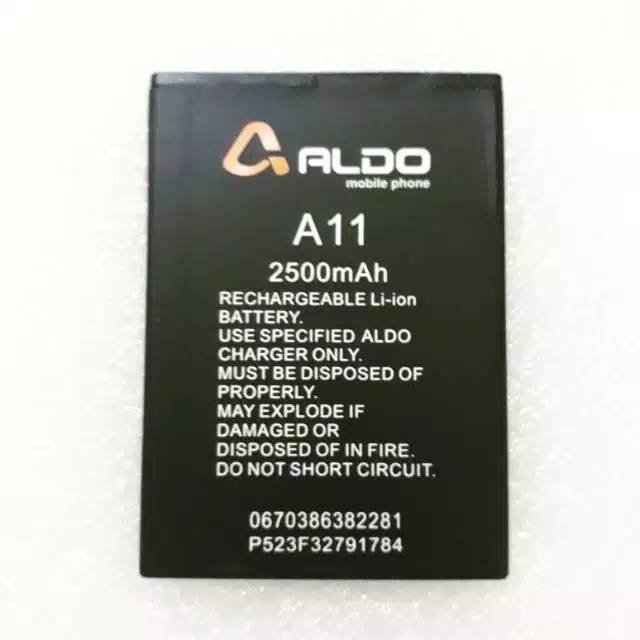 ALDO
mobile phone
A11
2500mAh
RECHARGEABLE Li-ion
BATTERY.
USE SPECIFIED ALDO
CHARGER ONLY.
MUST BE DISPOSED OF
PROPERLY.
MAY EXPLODE IF
DAMAGED OR
DISPOSED OF IN FIRE.
DO NOT SHORT CIRCUIT.
0670386382281
P523F32791784